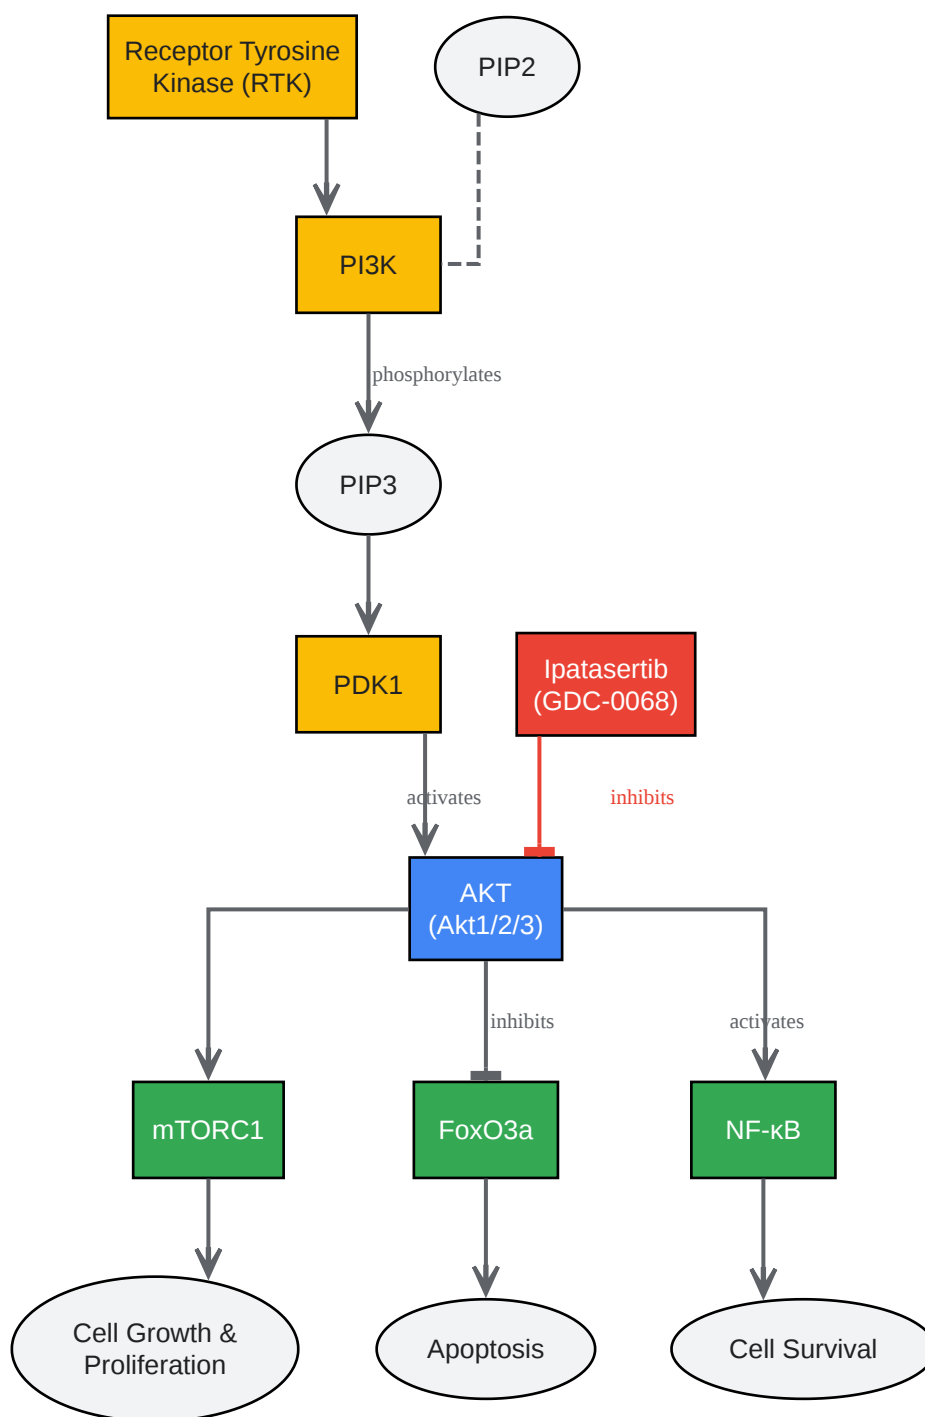 Receptor Tyrosine
Kinase (RTK)
PIP2
PI3K
phosphorylates
PIP3
PDK1
Ipatasertib
(GDC-0068)
activates
inhibits
AKT
(Akt1/2/3)
inhibits
activates
mTORC1
FoxO3a
NF-κB
Cell Growth &
Proliferation
Apoptosis
Cell Survival